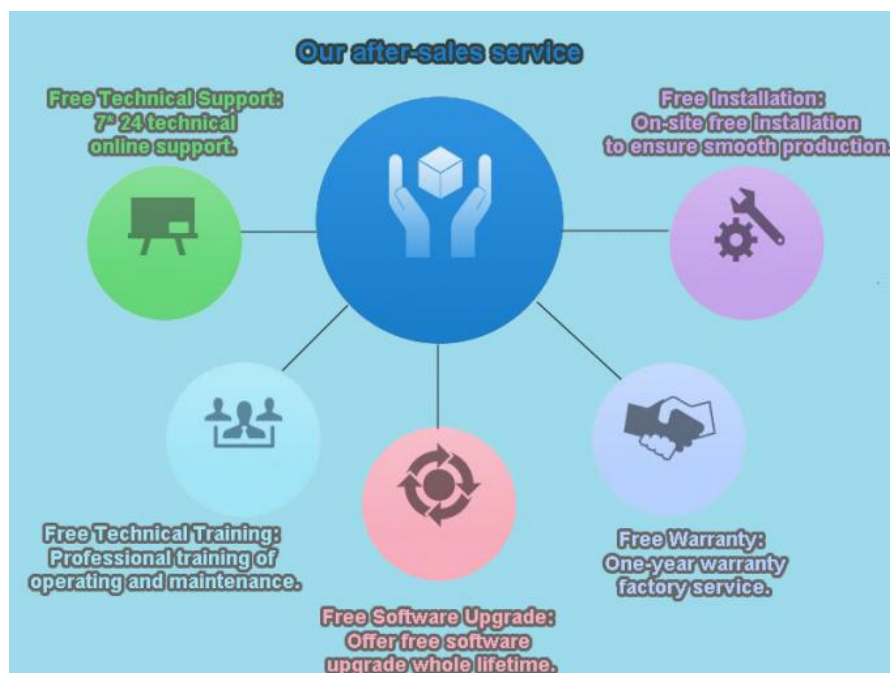 Our after-sales service
Free Technical Support:
7* 24 technical
online support.
Free Installation:
On-site free installation
to ensure smooth production.
Free Technical Training:
Professional training of
operating and maintenance.
Free Warranty:
One-year warranty
factory service.
Free Software Upgrade:
Offer free software
upgrade whole lifetime.